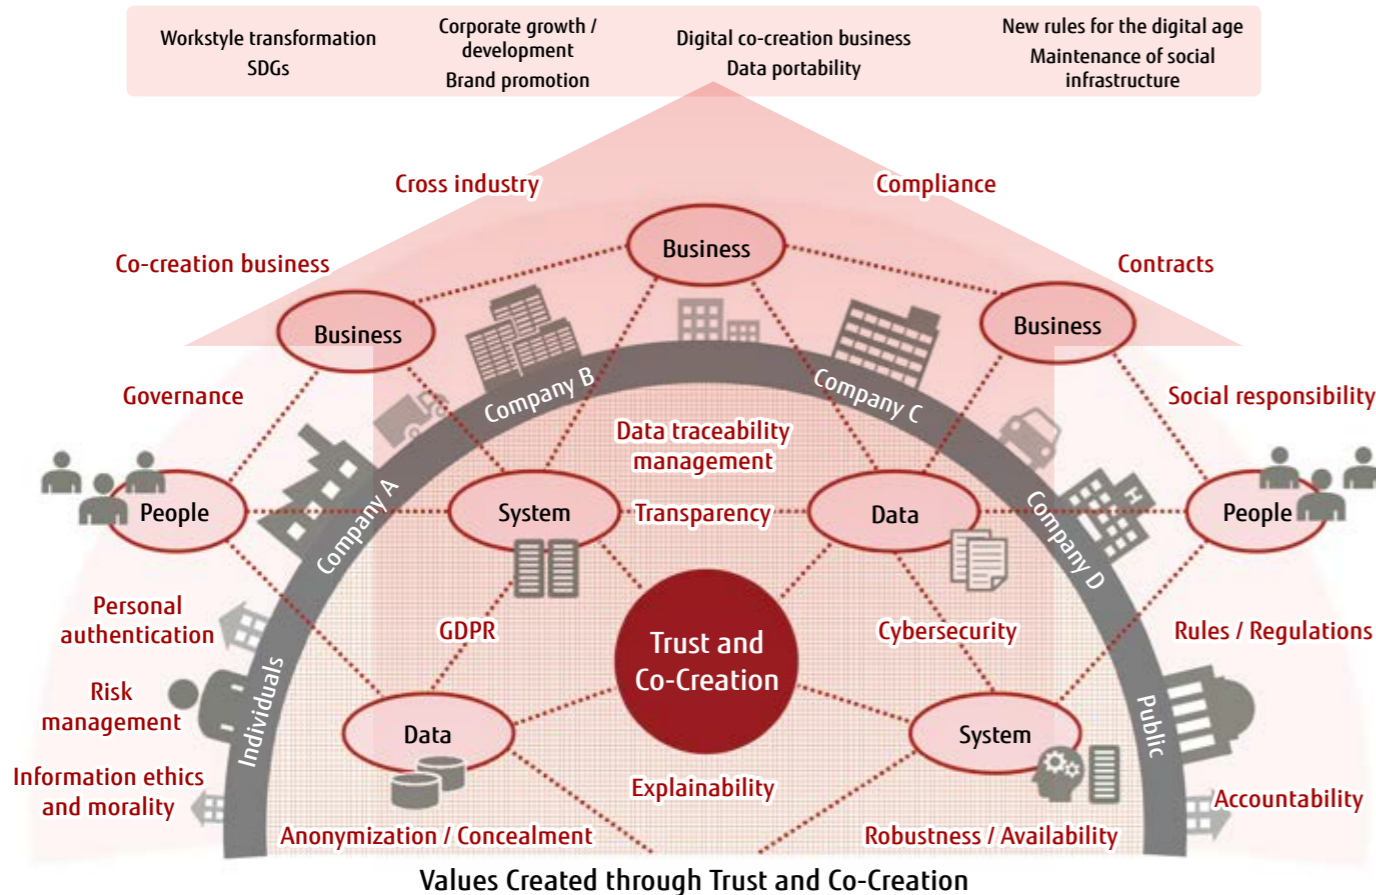 Workstyle transformation
SDGs
Corporate growth /
development
Brand promotion
Digital co-creation business
Data portability
New rules for the digital age
Maintenance of social
infrastructure
Cross industry
Compliance
Business
Co-creation business
Contracts
Business
Business
Company B
Company C
Governance
Social responsibility
Data traceability
management
Company A
People
System
Transparency
Data
Company D
H
People
Personal
authentication
GDPR
Trust and
Co-Creation
Cybersecurity
Rules / Regulations
Risk
management
Individuals
Data
System
Public
Information ethics
and morality
Explainability
Accountability
Anonymization / Concealment
Robustness / Availability
Values Created through Trust and Co-Creation